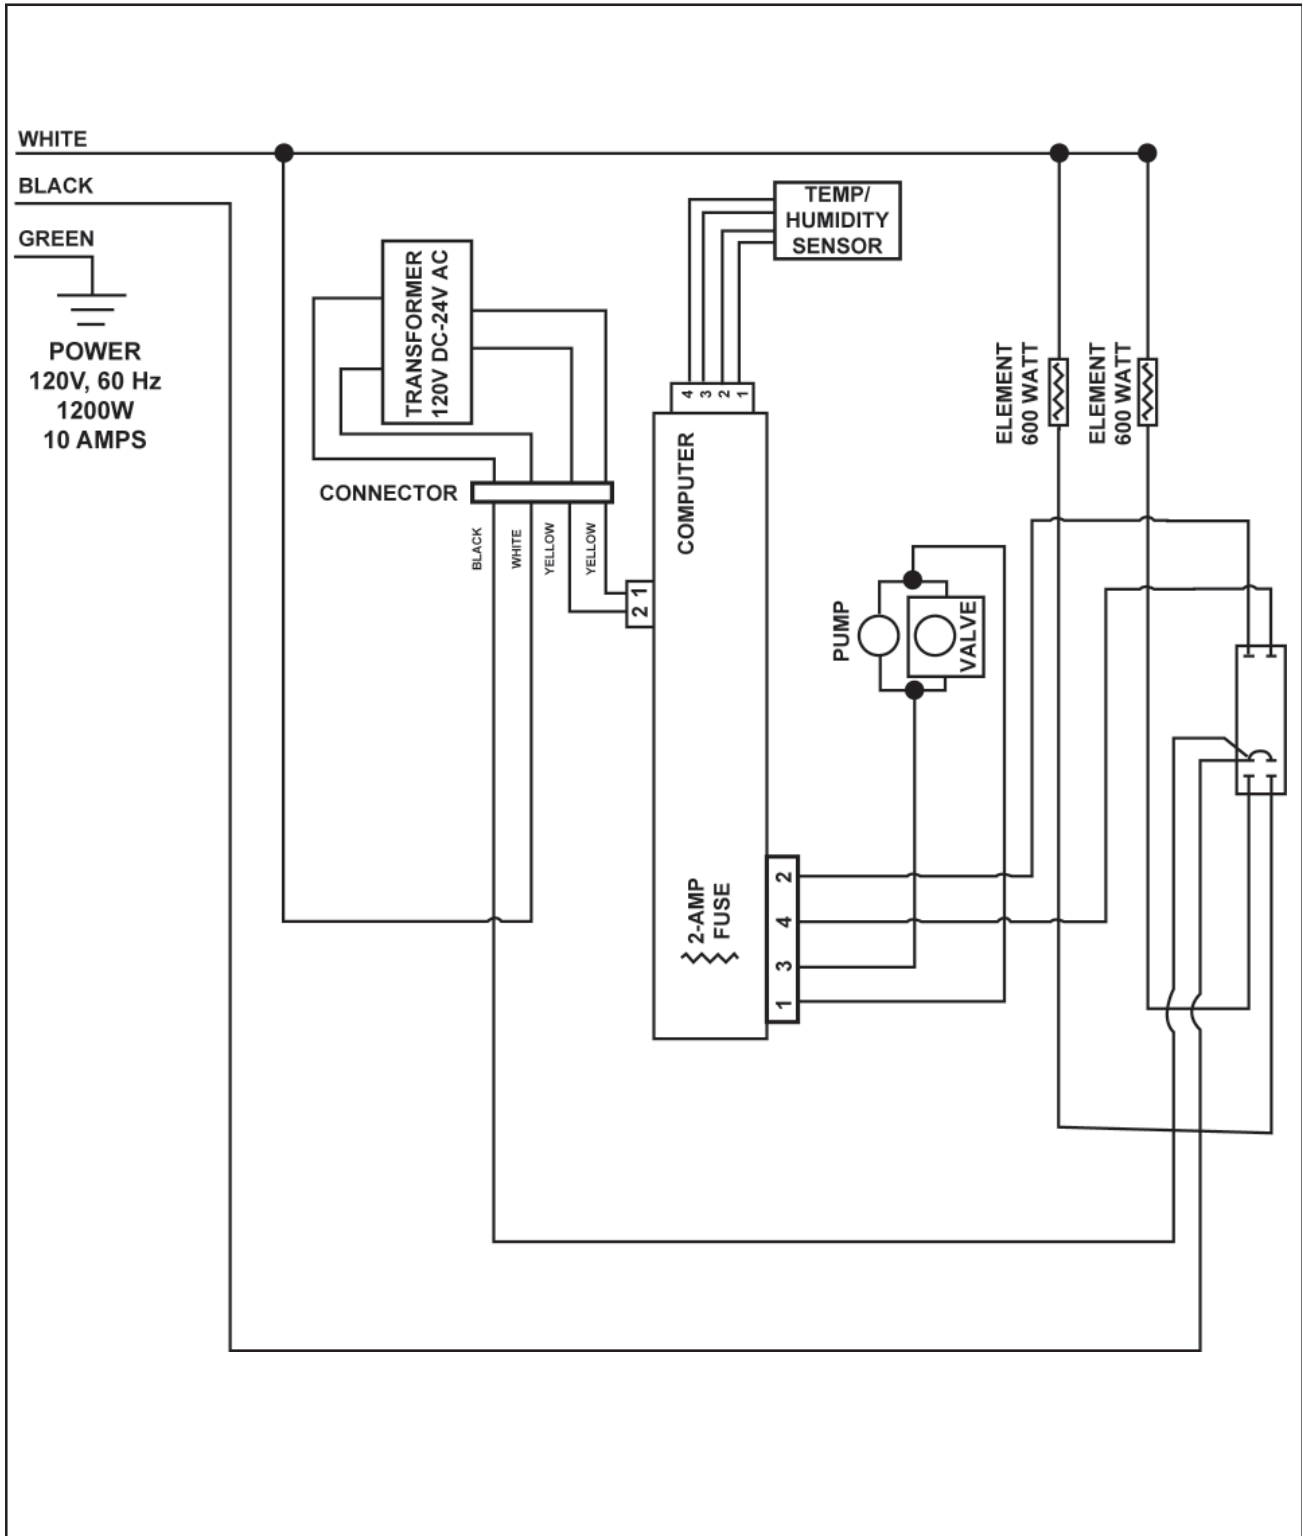 WHITE
BLACK
GREEN
POWER
120V, 60 Hz
1200W
10 AMPS
TRANSFORMER
120V DC-24V AC
CONNECTOR
BLACK
WHITE
YELLOW
YELLOW
TEMP/
HUMIDITY
SENSOR
4
3
2
1
COMPUTER
2 1
2-AMP
FUSE
2
4
3
1
PUMP
VALVE
ELEMENT
600 WATT
ELEMENT
600 WATT